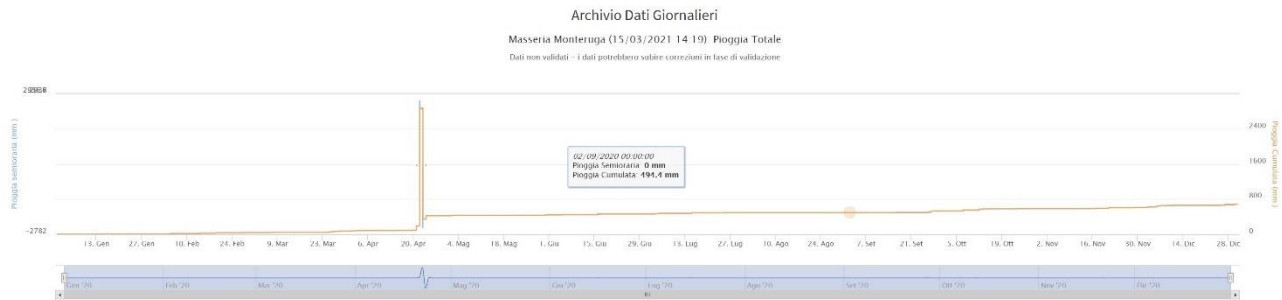 Archivio Dati Giornalieri
Masseria Monteruga (15/03/2021 14:19): Pioggia Totale
Dati non validati - i dati potrebbero subire correzioni in fase di validazione
Pioggia semioraria (mm)
-2782
02/09/2020 00:00:00
Pioggia Semioraria: 0 mm
Pioggia Cumulata: 494.4 mm
2400
1600
800
0
Pioggia Cumulata (mm)
13. Gen 27. Gen 10. Feb 24. Feb 9. Mar 23. Mar 6. Apr 20. Apr 4. Mag 18. Mag 1. Giu 15. Giu 29. Giu 13. Lug 27. Lug 10. Ago 24. Ago 7. Set 21. Set 5. Ott 19. Ott 2. Nov 16. Nov 30. Nov 14. Dic 28. Dic
Gen '20 Feb '20 Mar '20 Apr '20 Mag '20 Giu '20 Lug '20 Ago '20 Set '20 Ott '20 Nov '20 Dic '20